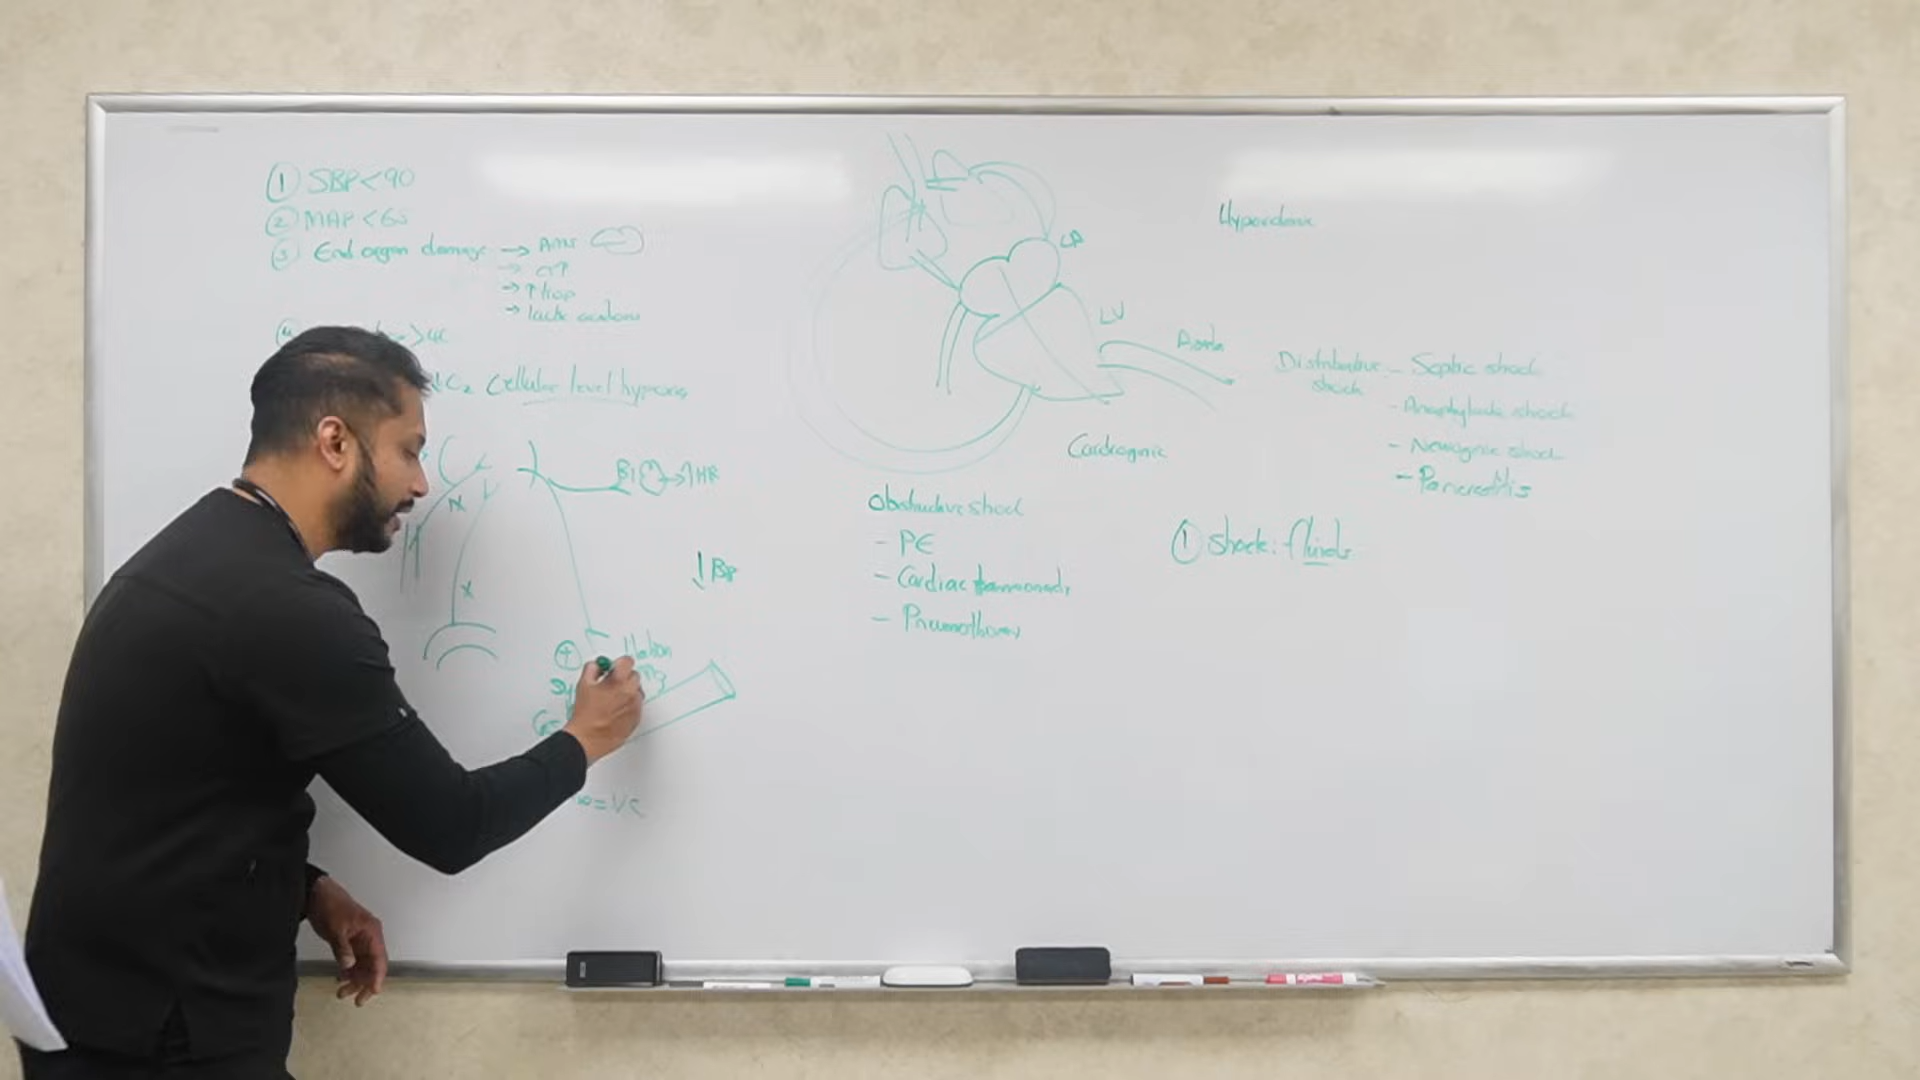 ① SBP<90
② MAP<65
③ End organ damage → AMS
→ Cr↑
→ ↑trop
→ lactic acidosis
Cellular level hypoxia
B1 → ↑HR
↓BP
+
=VC
LA
LV
Aorta
Hypovolemic
Cardiogenic
Distributive shock
- Septic shock
- Anaphylactic shock
- Neurogenic shock
- Pancreatitis
Obstructive shock
- PE
- Cardiac tamponade
- Pneumothorax
① shock: fluids